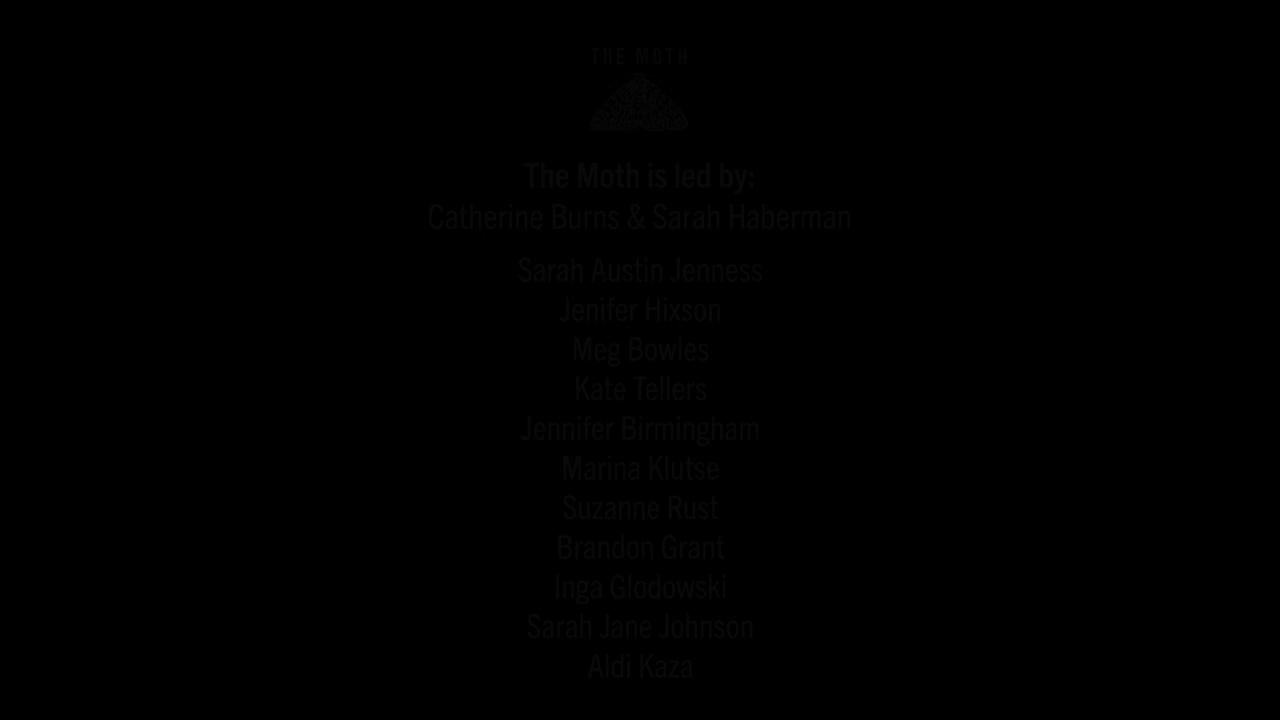 THE MOTH
The Moth is led by:
Catherine Burns & Sarah Haberman
Sarah Austin Jenness
Jenifer Hixson
Meg Bowles
Kate Tellers
Jennifer Birmingham
Marina Klutse
Suzanne Rust
Brandon Grant
Inga Glodowski
Sarah Jane Johnson
Aldi Kaza